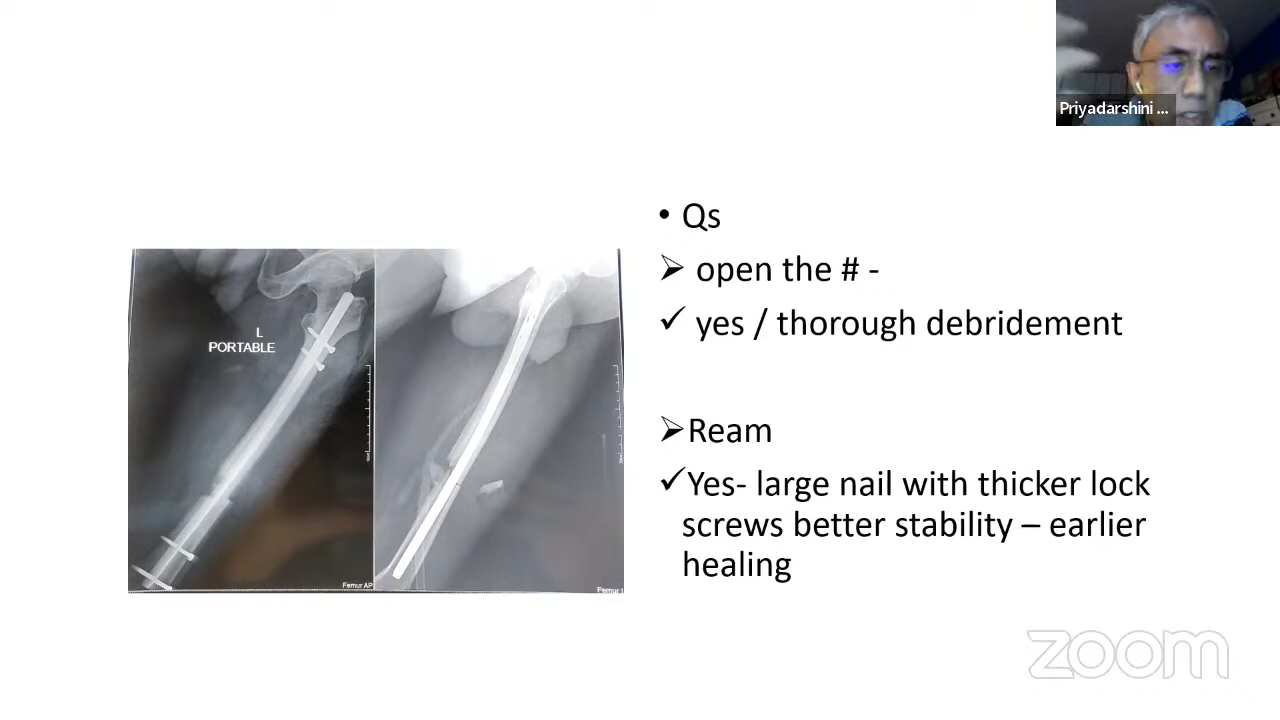 Priyadarshini ...
• Qs
➢ open the # -
✓ yes / thorough debridement
L
PORTABLE
➢Ream
✓Yes- large nail with thicker lock
screws better stability – earlier
healing
Femur AP
Femur
zoom